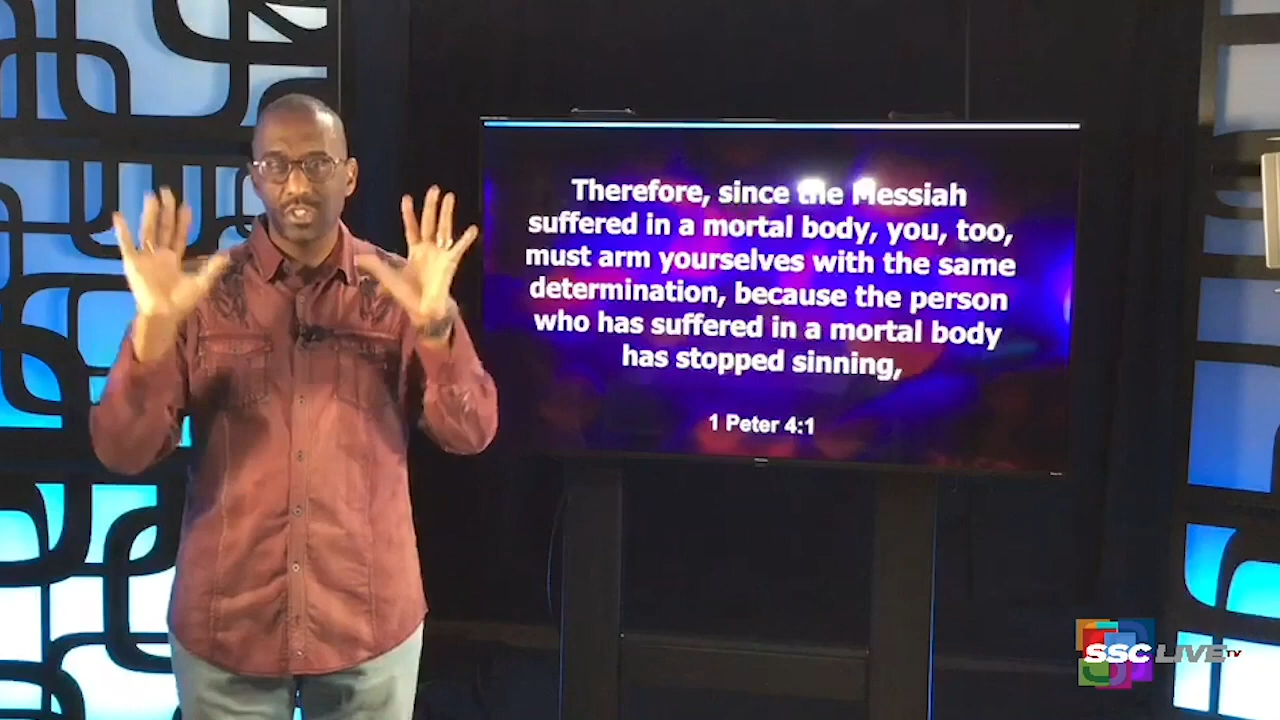 Therefore, since the Messiah
suffered in a mortal body, you, too,
must arm yourselves with the same
determination, because the person
who has suffered in a mortal body
has stopped sinning,
1 Peter 4:1
SSC LIVE TV